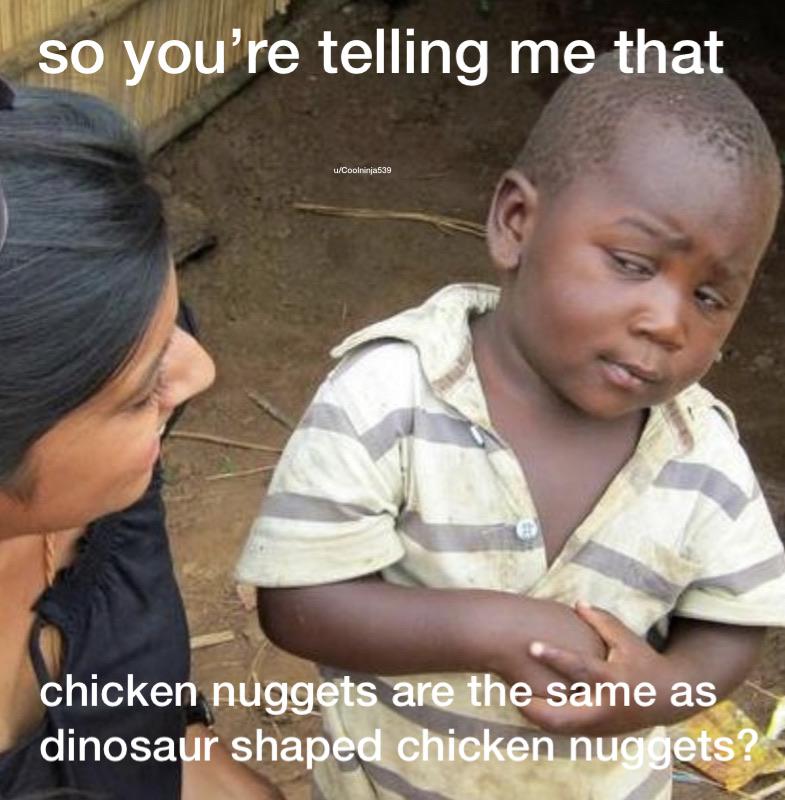 so you’re telling me that
u/Coolninja539
chicken nuggets are the same as
dinosaur shaped chicken nuggets?